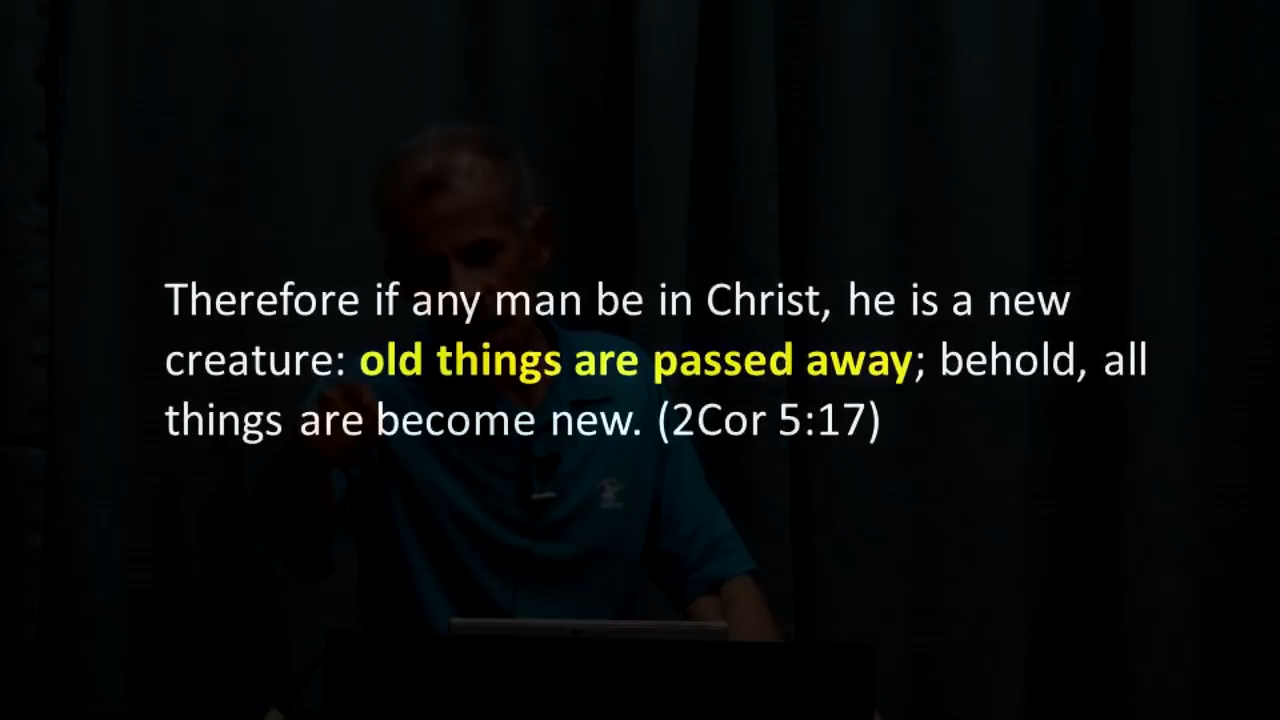 Therefore if any man be in Christ, he is a new
creature: old things are passed away; behold, all
things are become new. (2Cor 5:17)